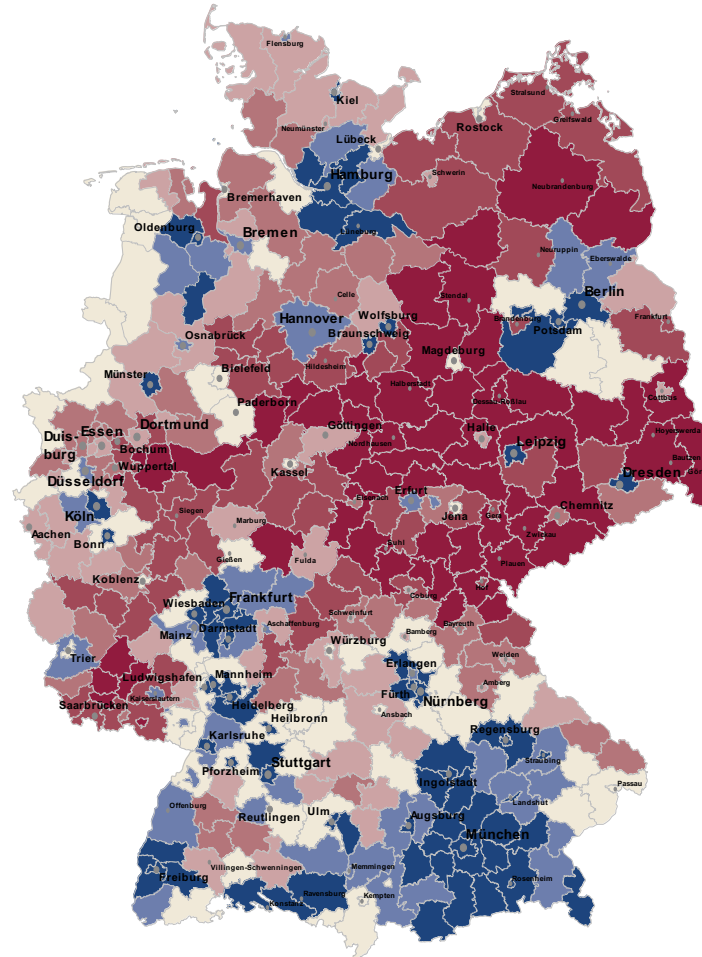 Flensburg
Kiel
Stralsund
Greifswald
Rostock
Neumünster
Lübeck
Schwerin
Hamburg
Neubrandenburg
Bremerhaven
Oldenburg
Bremen
Lüneburg
Neuruppin
Eberswalde
Celle
Berlin
Stendal
Wolfsburg
Hannover
Brandenburg
Frankfurt
Potsdam
Osnabrück
Braunschweig
Magdeburg
Hildesheim
Münster
Bielefeld
Halberstadt
Dessau-Roßlau
Cottbus
Paderborn
Göttingen
Dortmund
Essen
Duis-
burg
Bochum
Nordhausen
Halle
Hoyerswerda
Leipzig
Bautzen
Wuppertal
Kassel
Gör
Dresden
Düsseldorf
Erfurt
Eisenach
Chemnitz
Siegen
Köln
Marburg
Jena
Gera
Aachen
Zwickau
Bonn
Suhl
Gießen
Fulda
Plauen
Koblenz
Hof
Frankfurt
Coburg
Wiesbaden
Schweinfurt
Bayreuth
Aschaffenburg
Mainz
Darmstadt
Bamberg
Würzburg
Trier
Weiden
Erlangen
Ludwigshafen
Mannheim
Amberg
Kaiserslautern
Fürth
Nürnberg
Saarbrücken
Heidelberg
Ansbach
Heilbronn
Regensburg
Karlsruhe
Straubing
Pforzheim
Stuttgart
Ingolstadt
Passau
Landshut
Offenburg
Reutlingen
Ulm
Augsburg
München
Villingen-Schwenningen
Memmingen
Freiburg
Rosenheim
Ravensburg
Kempten
Konstanz